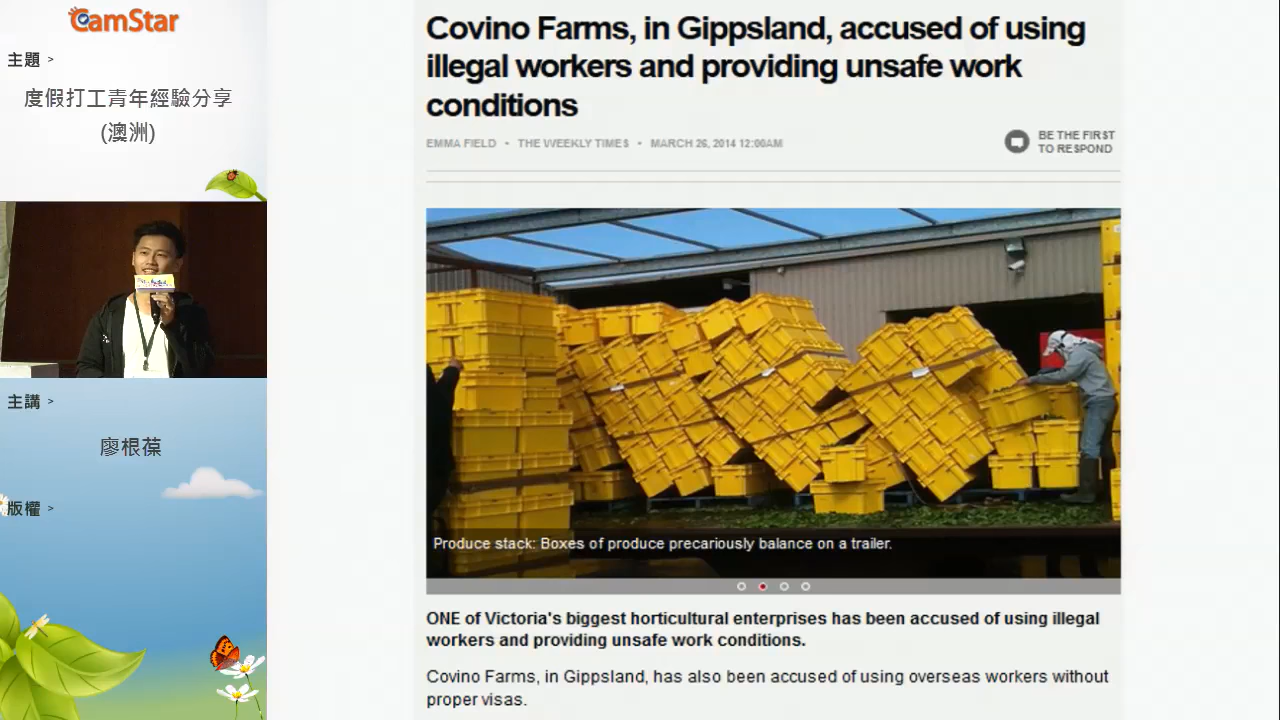 CamStar
主題 >
度假打工青年經驗分享
(澳洲)
主講 >
廖根葆
版權 >
Covino Farms, in Gippsland, accused of using
illegal workers and providing unsafe work
conditions
EMMA FIELD • THE WEEKLY TIMES • MARCH 26, 2014 12:00AM
BE THE FIRST
TO RESPOND
Produce stack: Boxes of produce precariously balance on a trailer.
ONE of Victoria's biggest horticultural enterprises has been accused of using illegal
workers and providing unsafe work conditions.
Covino Farms, in Gippsland, has also been accused of using overseas workers without
proper visas.